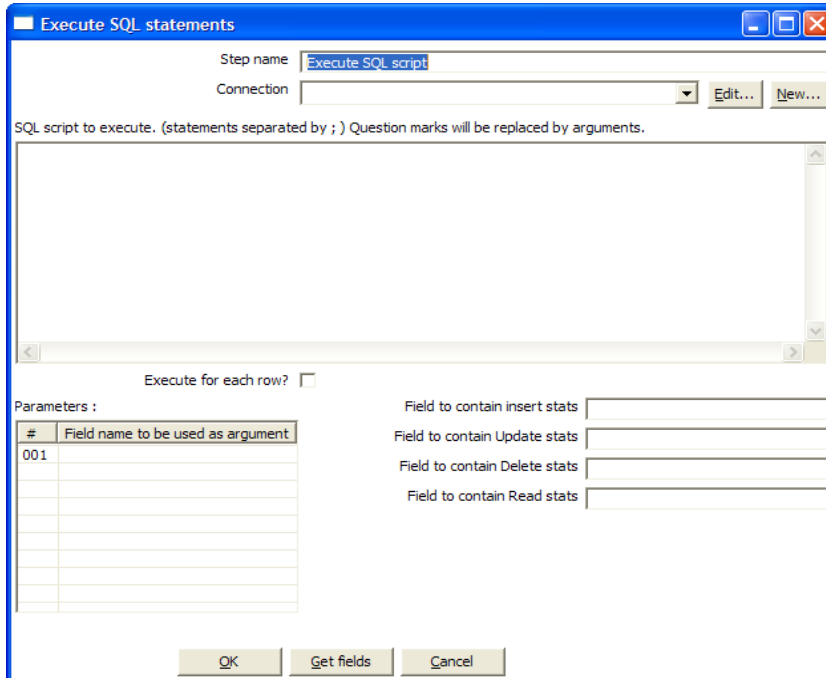 Execute SQL statements
Step name Execute SQL script
Connection Edit... New...
SQL script to execute. (statements separated by ; ) Question marks will be replaced by arguments.
Execute for each row?
Parameters : Field to contain insert stats
# Field name to be used as argument Field to contain Update stats
001 Field to contain Delete stats
Field to contain Read stats
OK Get fields Cancel